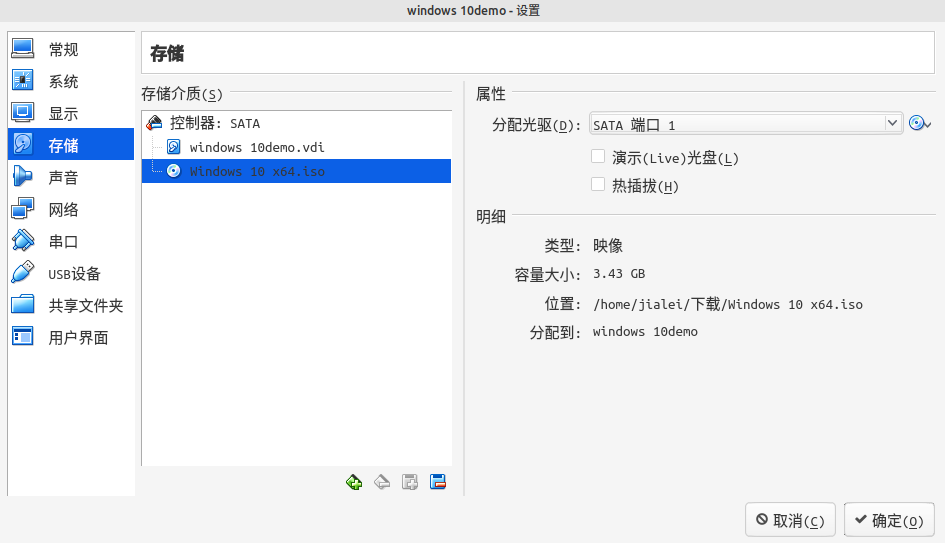 windows 10demo - 设置
常规
系统
显示
存储
声音
网络
串口
USB设备
共享文件夹
用户界面
存储
存储介质(S)
控制器: SATA
windows 10demo.vdi
Windows 10 x64.iso
属性
分配光驱(D): SATA 端口 1
演示(Live)光盘(L)
热插拔(H)
明细
类型: 映像
容量大小: 3.43 GB
位置: /home/jialei/下载/Windows 10 x64.iso
分配到: windows 10demo
取消(C)
确定(O)